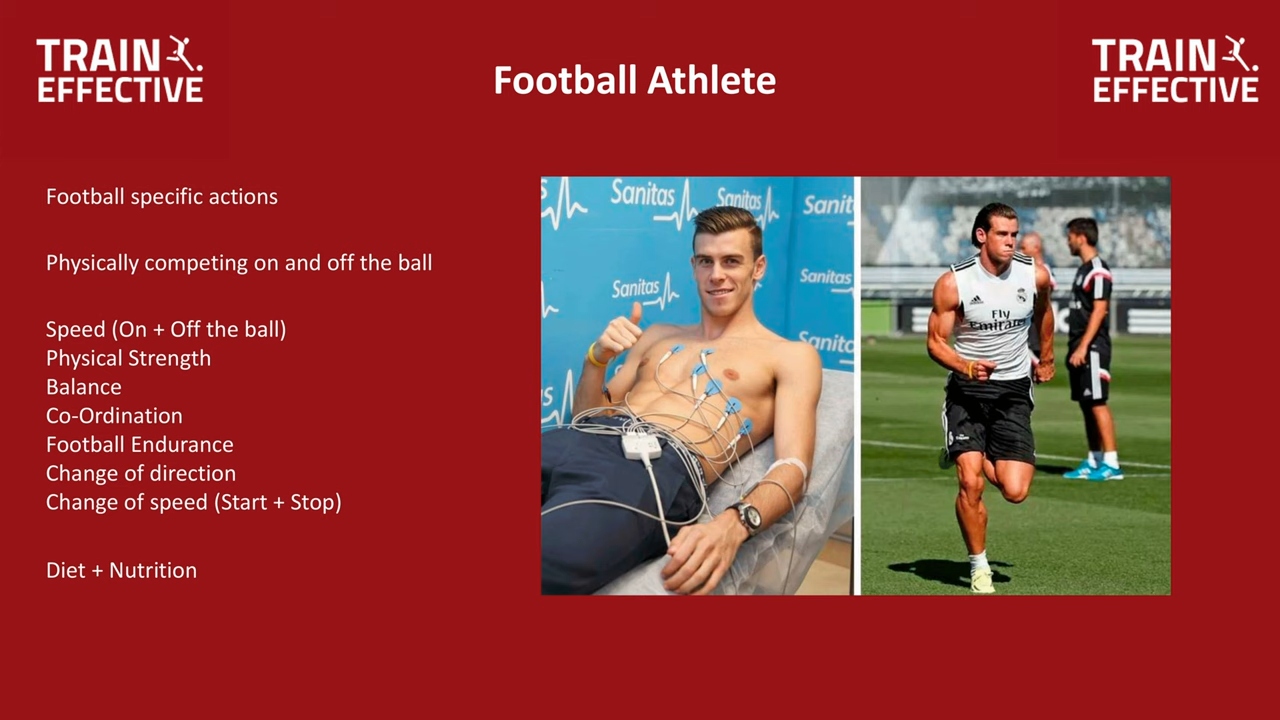 TRAIN
EFFECTIVE
Football Athlete
TRAIN
EFFECTIVE
Football specific actions
Physically competing on and off the ball
Speed (On + Off the ball)
Physical Strength
Balance
Co-Ordination
Football Endurance
Change of direction
Change of speed (Start + Stop)
Diet + Nutrition
Sanitas
Sanitas
Sanit
Sanitas
Sanitas
Sanita
Fly
Emirates